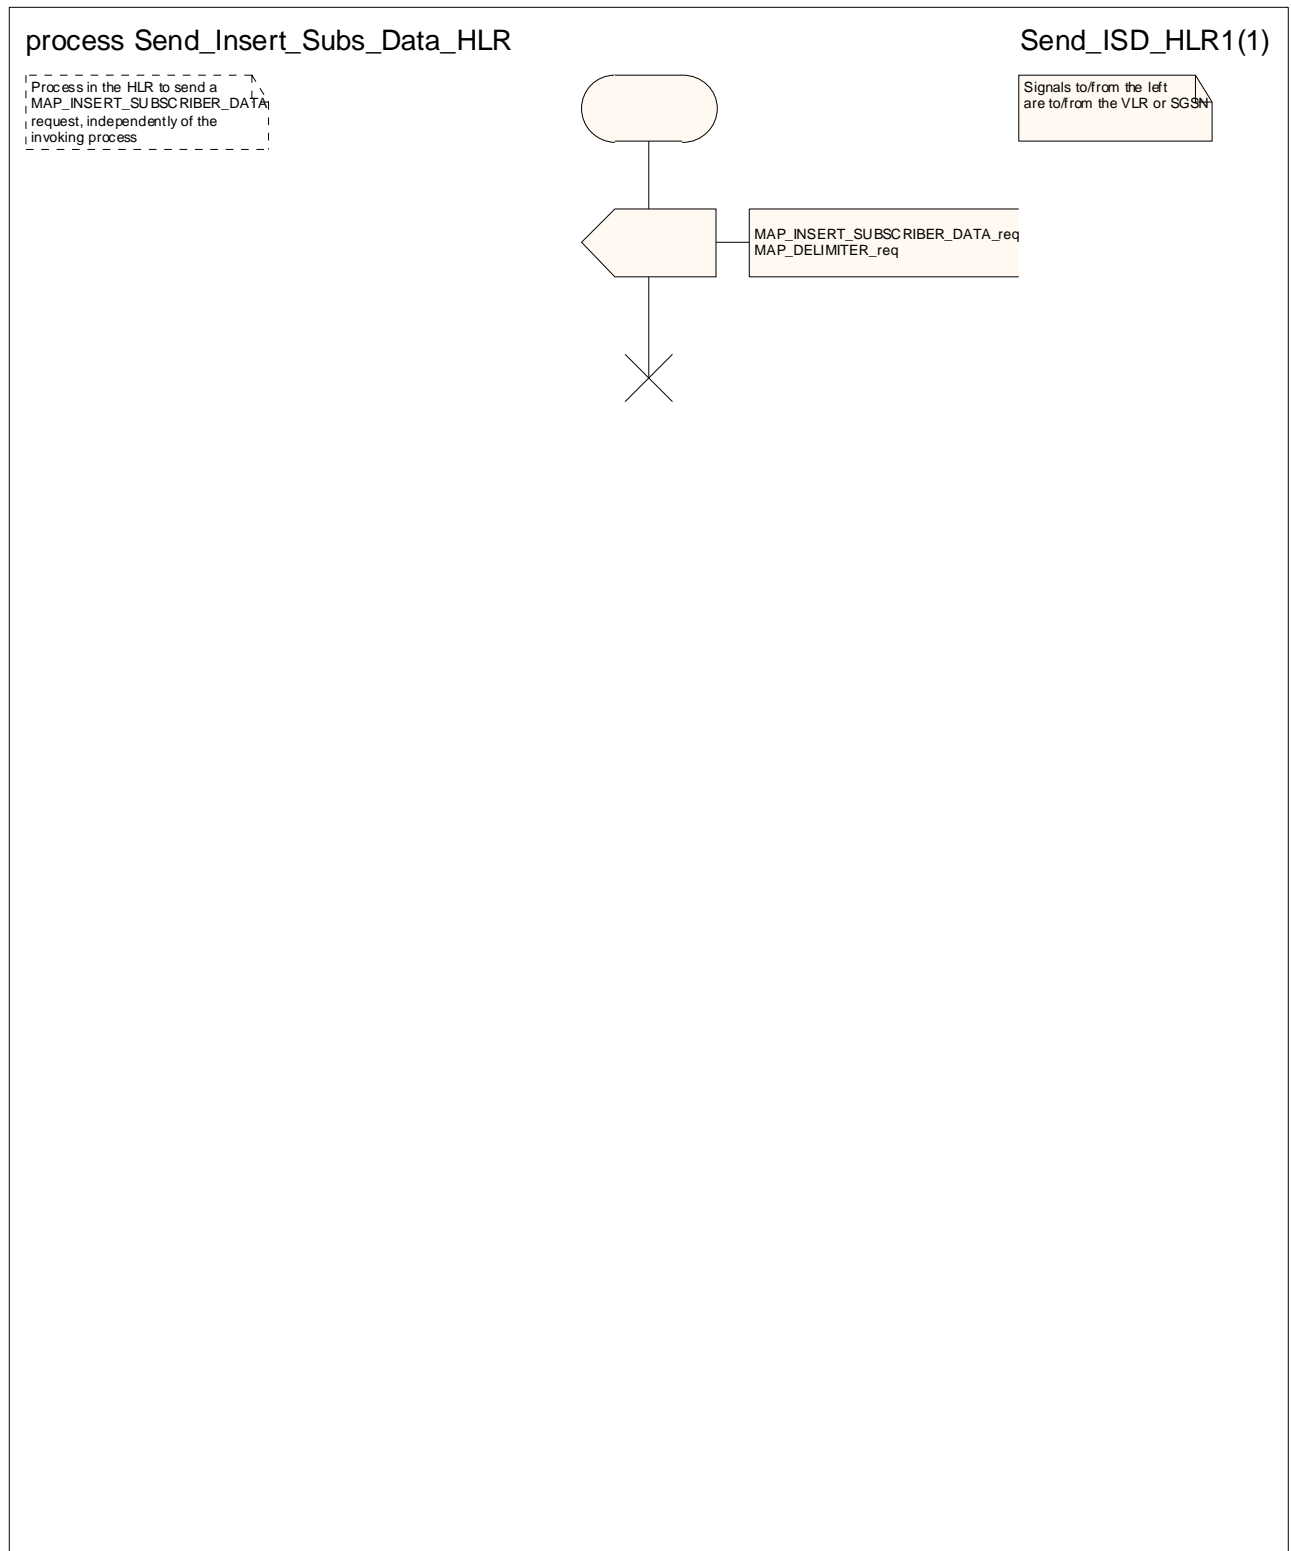 process Send_Insert_Subs_Data_HLR
Send_ISD_HLR1(1)
Process in the HLR to send a
MAP_INSERT_SUBSCRIBER_DATA
request, independently of the
invoking process
Signals to/from the left
are to/from the VLR or SGSN
MAP_INSERT_SUBSCRIBER_DATA_req
MAP_DELIMITER_req